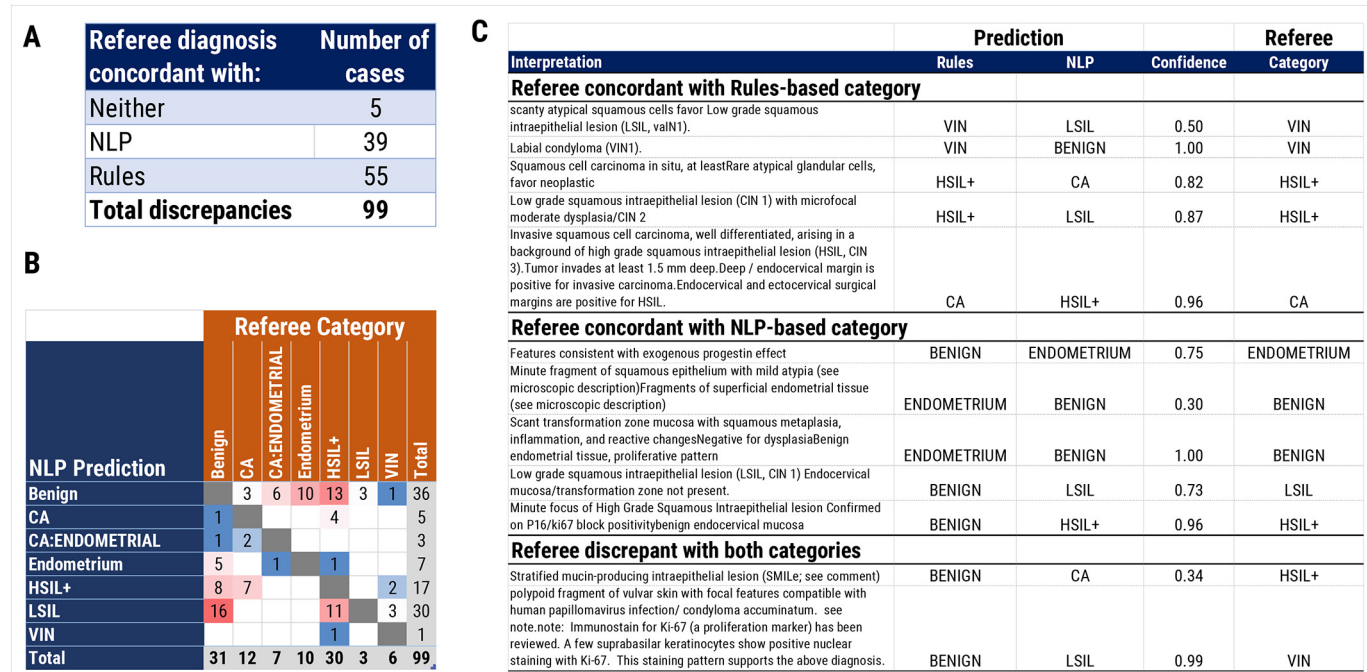 A
Referee diagnosis concordant with: Number of cases
Neither 5
NLP 39
Rules 55
Total discrepancies 99
B
Referee Category
NLP Prediction Benign CA CA:ENDOMETRIAL Endometrium HSIL+ LSIL VIN Total
Benign 3 6 10 13 3 1 36
CA 1 4 5
CA:ENDOMETRIAL 1 2 3
Endometrium 5 1 1 7
HSIL+ 8 7 2 17
LSIL 16 11 3 30
VIN 1 1
Total 31 12 7 10 30 3 6 99
C
Prediction Referee
Interpretation Rules NLP Confidence Category
Referee concordant with Rules-based category
scanty atypical squamous cells favor Low grade squamous
intraepithelial lesion (LSIL, vaIN1). VIN LSIL 0.50 VIN
Labial condyloma (VIN1). VIN BENIGN 1.00 VIN
Squamous cell carcinoma in situ, at leastRare atypical glandular cells,
favor neoplastic HSIL+ CA 0.82 HSIL+
Low grade squamous intraepithelial lesion (CIN 1) with microfocal
moderate dysplasia/CIN 2 HSIL+ LSIL 0.87 HSIL+
Invasive squamous cell carcinoma, well differentiated, arising in a
background of high grade squamous intraepithelial lesion (HSIL, CIN
3).Tumor invades at least 1.5 mm deep.Deep / endocervical margin is
positive for invasive carcinoma.Endocervical and ectocervical surgical
margins are positive for HSIL. CA HSIL+ 0.96 CA
Referee concordant with NLP-based category
Features consistent with exogenous progestin effect BENIGN ENDOMETRIUM 0.75 ENDOMETRIUM
Minute fragment of squamous epithelium with mild atypia (see
microscopic description)Fragments of superficial endometrial tissue
(see microscopic description) ENDOMETRIUM BENIGN 0.30 BENIGN
Scant transformation zone mucosa with squamous metaplasia,
inflammation, and reactive changesNegative for dysplasiaBenign
endometrial tissue, proliferative pattern ENDOMETRIUM BENIGN 1.00 BENIGN
Low grade squamous intraepithelial lesion (LSIL, CIN 1) Endocervical
mucosa/transformation zone not present. BENIGN LSIL 0.73 LSIL
Minute focus of High Grade Squamous Intraepithelial lesion Confirmed
on P16/ki67 block positivitybenign endocervical mucosa BENIGN HSIL+ 0.96 HSIL+
Referee discrepant with both categories
Stratified mucin-producing intraepithelial lesion (SMILe; see comment) BENIGN CA 0.34 HSIL+
polypoid fragment of vulvar skin with focal features compatible with
human papillomavirus infection/ condyloma accuminatum. see
note.note: Immunostain for Ki-67 (a proliferation marker) has been
reviewed. A few suprabasilar keratinocytes show positive nuclear
staining with Ki-67. This staining pattern supports the above diagnosis. BENIGN LSIL 0.99 VIN